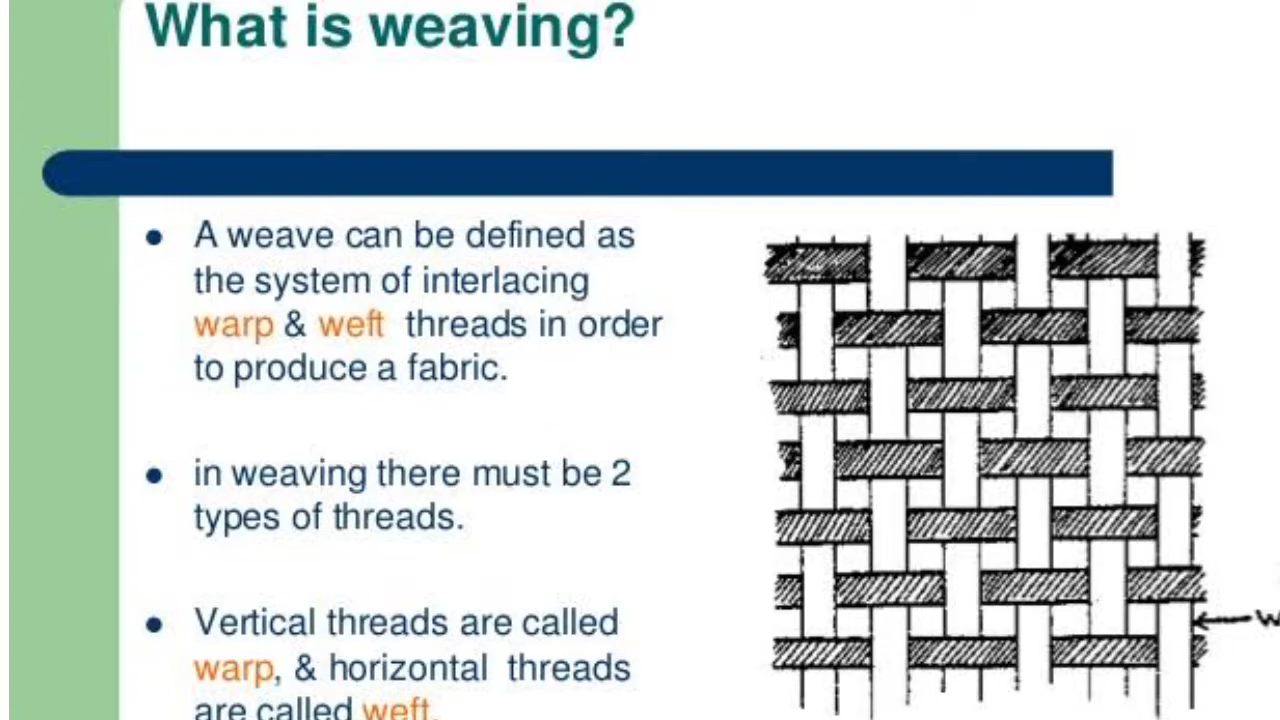 What is weaving?
A weave can be defined as
the system of interlacing
warp & weft threads in order
to produce a fabric.
in weaving there must be 2
types of threads.
Vertical threads are called
warp, & horizontal threads
are called weft.